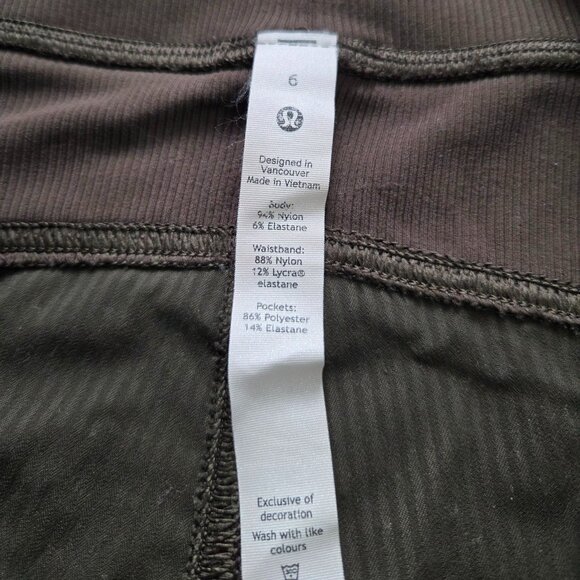 6
Designed in
Vancouver
Made in Vietnam
Body:
94% Nylon
6% Elastane
Waistband:
88% Nylon
12% Lycra®
elastane
Pockets:
86% Polyester
14% Elastane
Exclusive of
decoration
Wash with like
colours